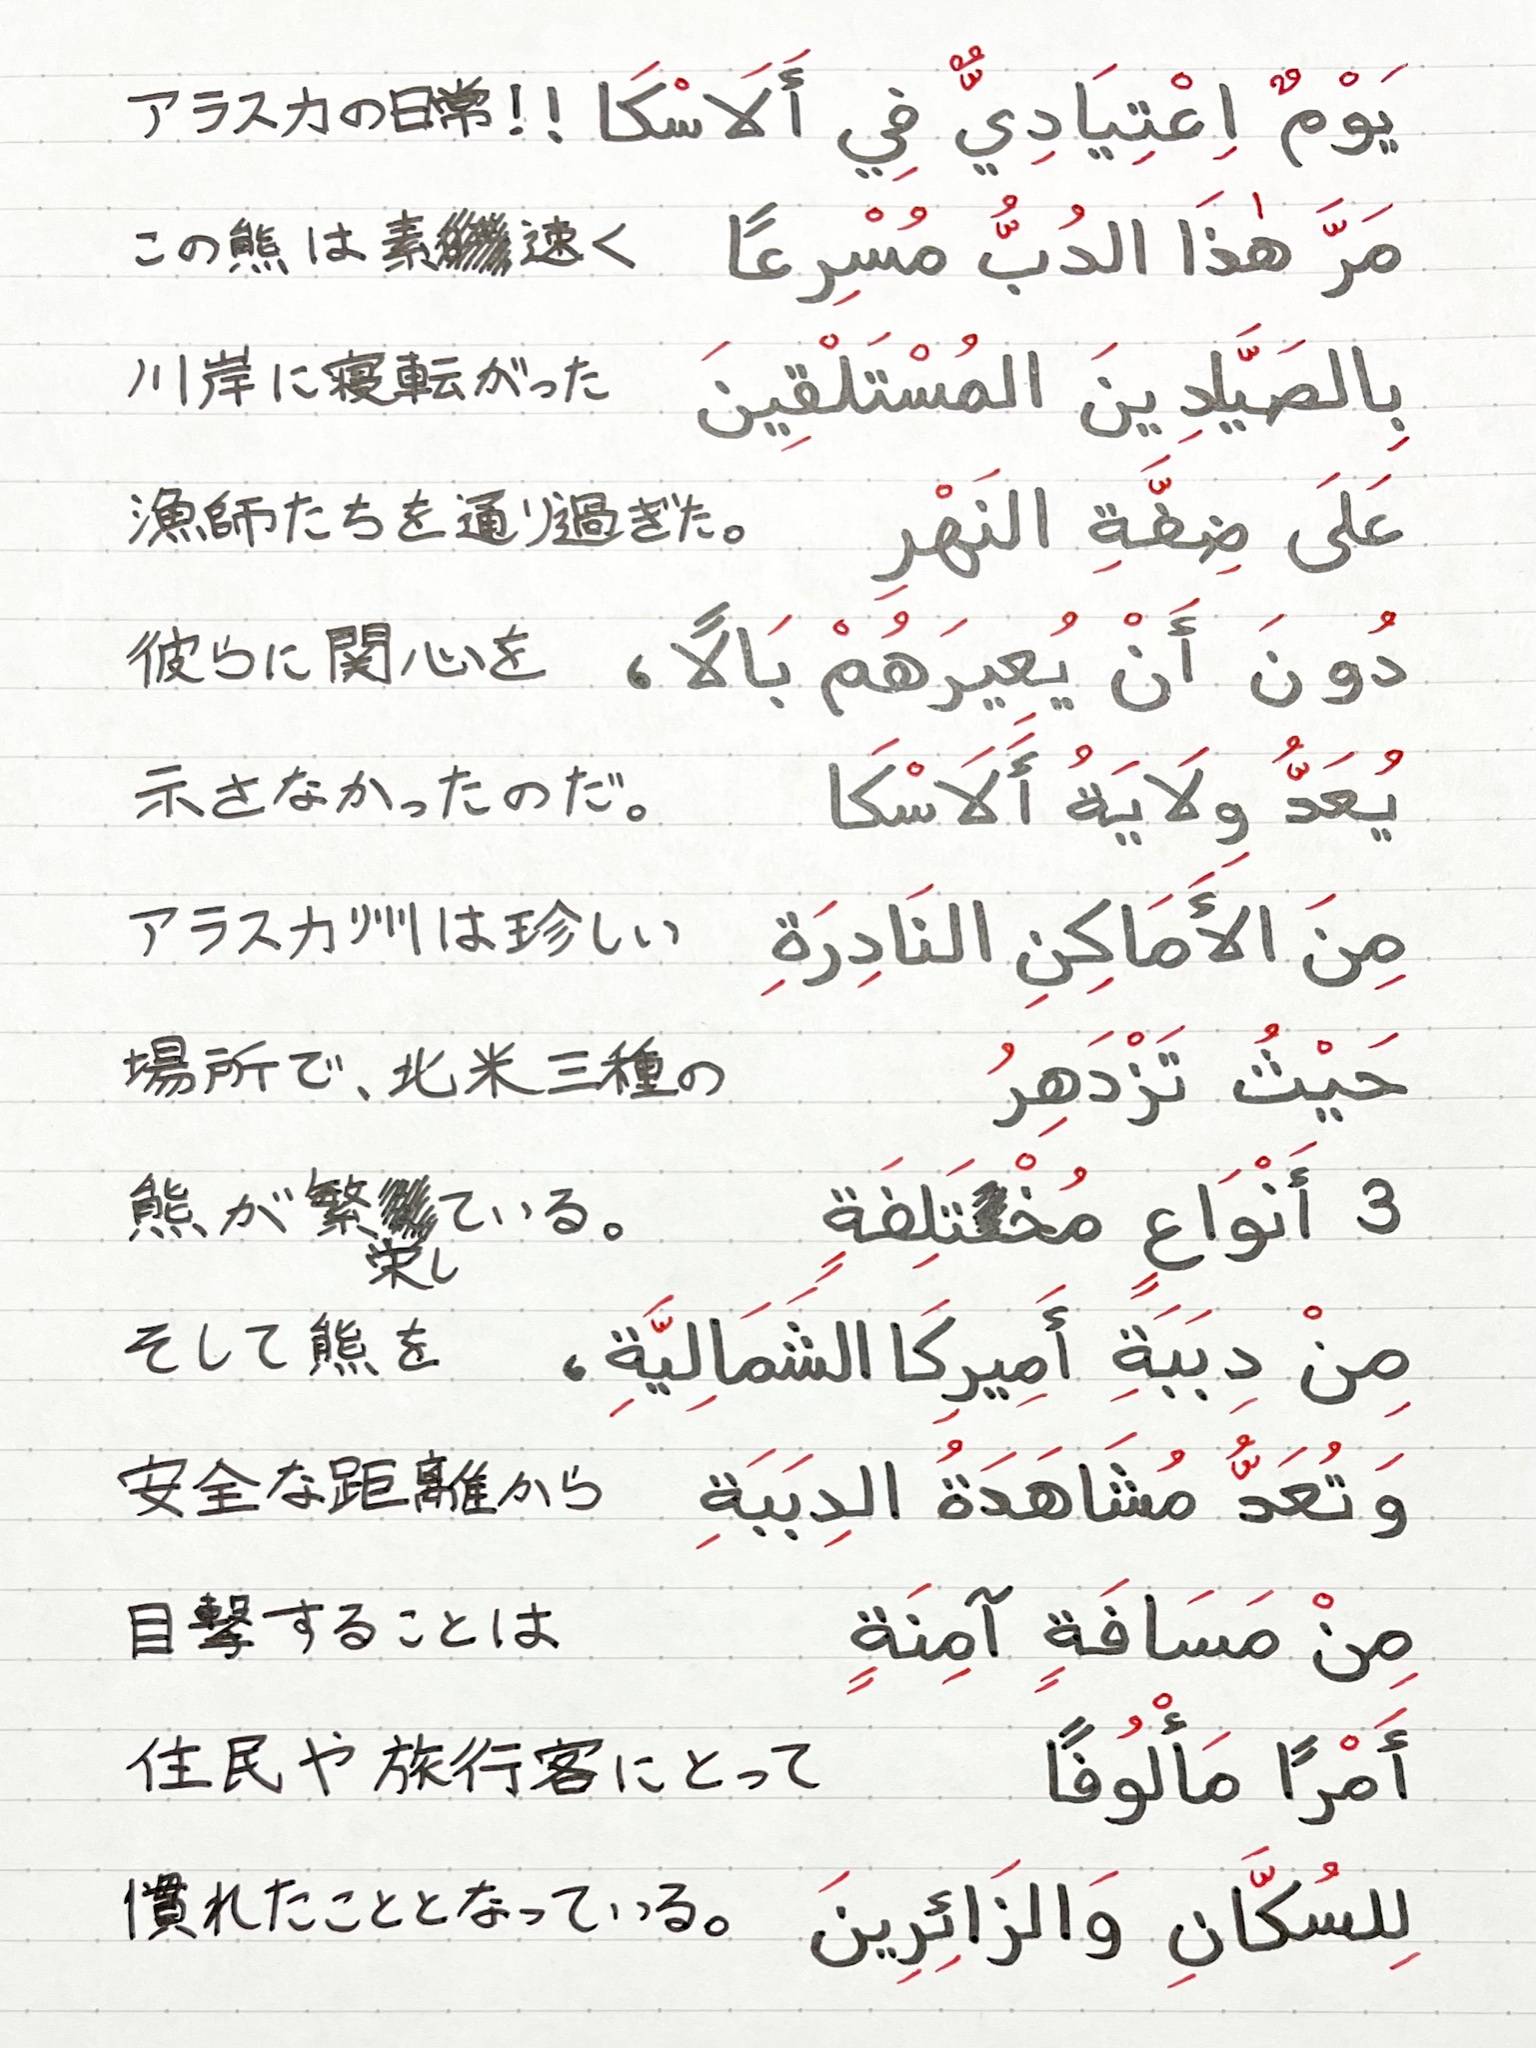 アラスカの日常!! يَوْمٌ اِعْتِيَادِيٌّ فِي أَلَاسْكَا
この熊は素速く مَرَّ هٰذَا الدُبُّ مُسْرِعًا
川岸に寝転がった بِالصَيَّادِينَ المُسْتَلْقِينَ
漁師たちを通り過ぎた。 عَلَى ضِفَّةِ النَهْرِ
彼らに関心を دُونَ أَنْ يُعِيرَهُمْ بَالًا،
示さなかったのだ。 يُعَدُّ وِلَايَةُ أَلَاسْكَا
アラスカ州は珍しい مِنَ الأَمَاكِنِ النَادِرَةِ
場所で、北米三種の حَيْثُ تَزْدَهِرُ
熊が繁栄している。 3 أَنْوَاعٍ مُخْتَلِفَةٍ
そして熊を مِنْ دِبَبَةِ أَمِيرِكَا الشَمَالِيَّةِ،
安全な距離から وَتُعَدُّ مُشَاهَدَةُ الدِبَبَةِ
目撃することは مِنْ مَسَافَةٍ آمِنَةٍ
住民や旅行客にとって أَمْرًا مَأْلُوفًا
慣れたこととなっている。 لِلسُكَّانِ وَالزَائِرِينَ